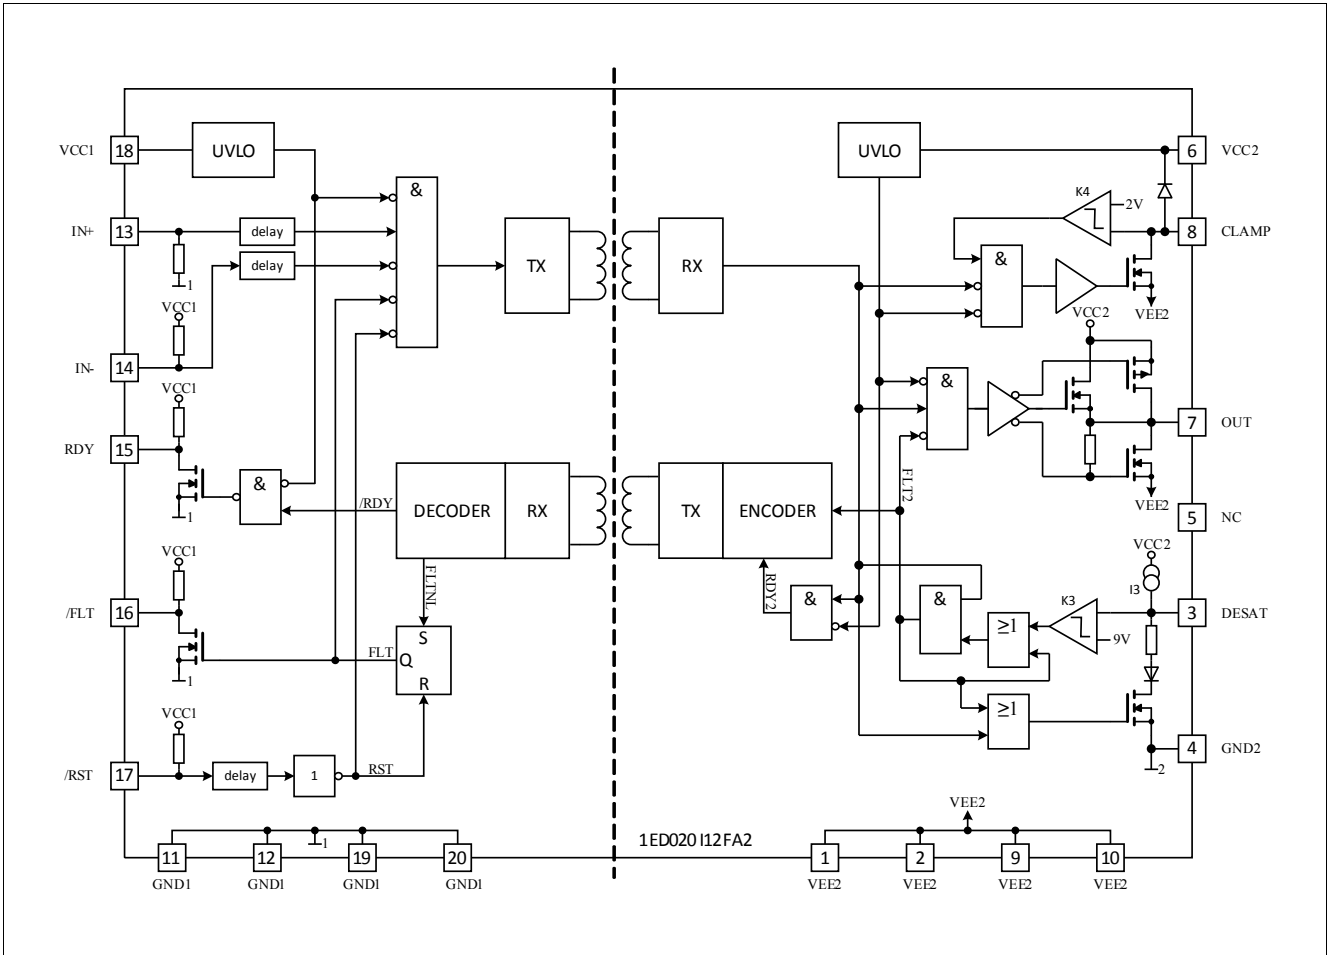 VCC1
18
UVLO
UVLO
6
VCC2
&
K4
2V
IN+
13
delay
8
CLAMP
delay
TX
RX
&
1
VCC1
VEE2
VCC2
IN-
14
VCC1
&
RDY
15
7
OUT
&
/RDY
DECODER
RX
TX
ENCODER
FLT2
VEE2
1
5
NC
VCC1
FLTNL
RDY2
VCC2
I3
/FLT
16
&
&
≥1
K3
9V
3
DESAT
S
FLT
Q
R
1
≥1
VCC1
4
GND2
/RST
17
delay
1
RST
2
VEE2
1
1ED020I12FA2
11
12
19
20
1
2
9
10
GND1
GND1
GND1
GND1
VEE2
VEE2
VEE2
VEE2